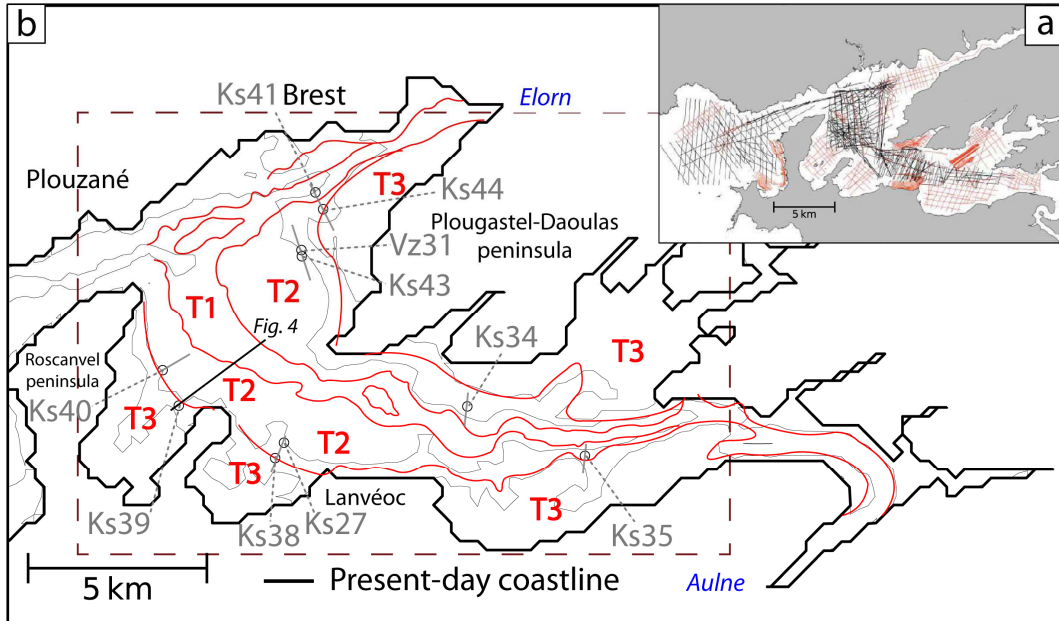 b
a
5 km
Ks41
Brest
Elorn
Plouzané
T3
Ks44
Plougastel-Daoulas
peninsula
Vz31
Ks43
T2
T1
Fig. 4
Ks34
T3
Roscanvel
peninsula
Ks40
T2
T3
T2
T3
Lanvéoc
T3
Ks39
Ks38
Ks27
Ks35
5 km
Present-day coastline
Aulne